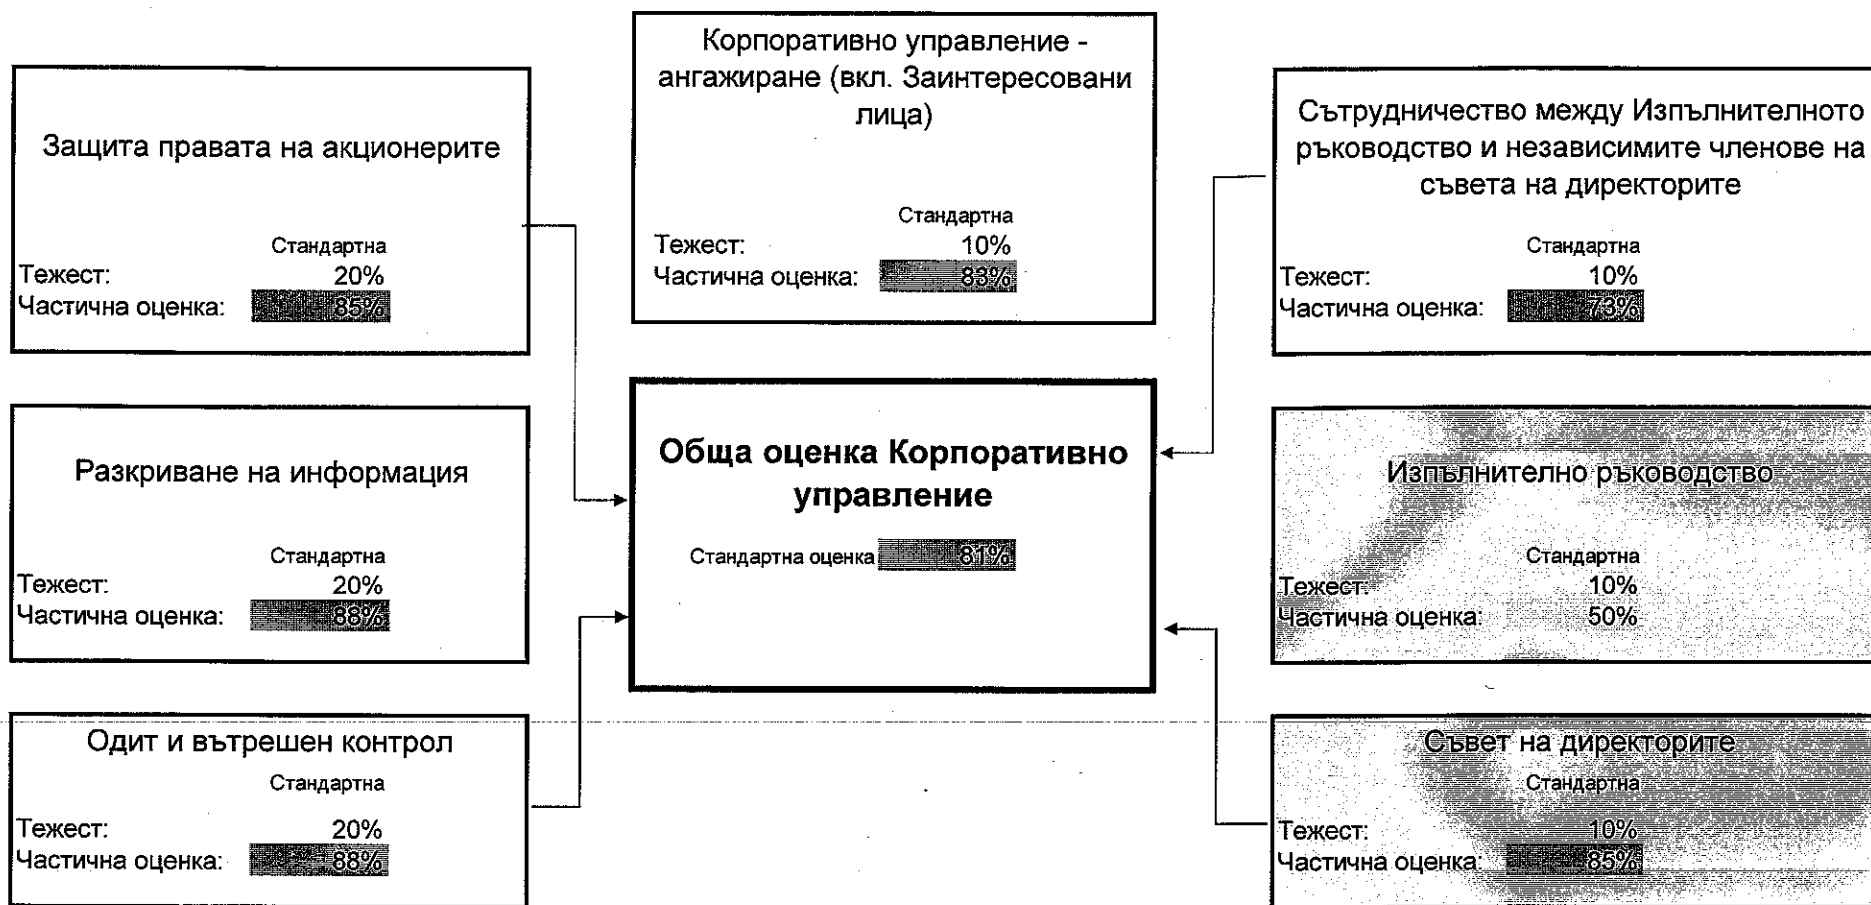 Корпоративно управление -
ангажиране (вкл. Заинтересовани
лица)
Стандартна
Тежест: 10%
Частична оценка: 83%
Защита правата на акционерите
Стандартна
Тежест: 20%
Частична оценка: 85%
Сътрудничество между Изпълнителното
ръководство и независимите членове на
съвета на директорите
Стандартна
Тежест: 10%
Частична оценка: 73%
Разкриване на информация
Стандартна
Тежест: 20%
Частична оценка: 88%
Обща оценка Корпоративно
управление
Стандартна оценка 81%
Изпълнително ръководство
Стандартна
Тежест: 10%
Частична оценка: 50%
Одит и вътрешен контрол
Стандартна
Тежест: 20%
Частична оценка: 88%
Съвет на директорите
Стандартна
Тежест: 10%
Частична оценка: 85%